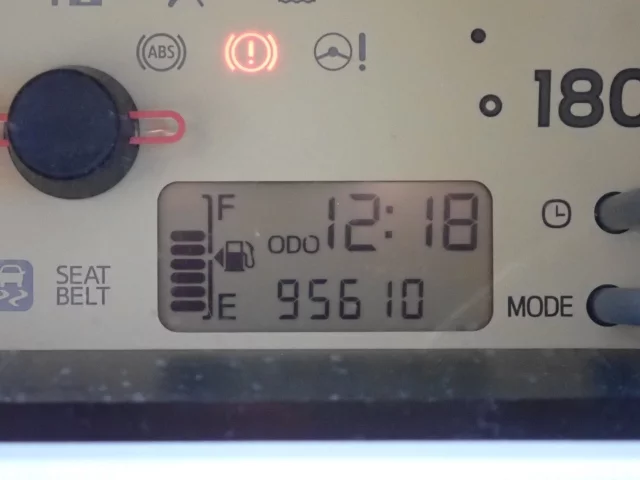 ABS
180
F
ODO 12:18
SEAT
BELT
E
95610
MODE